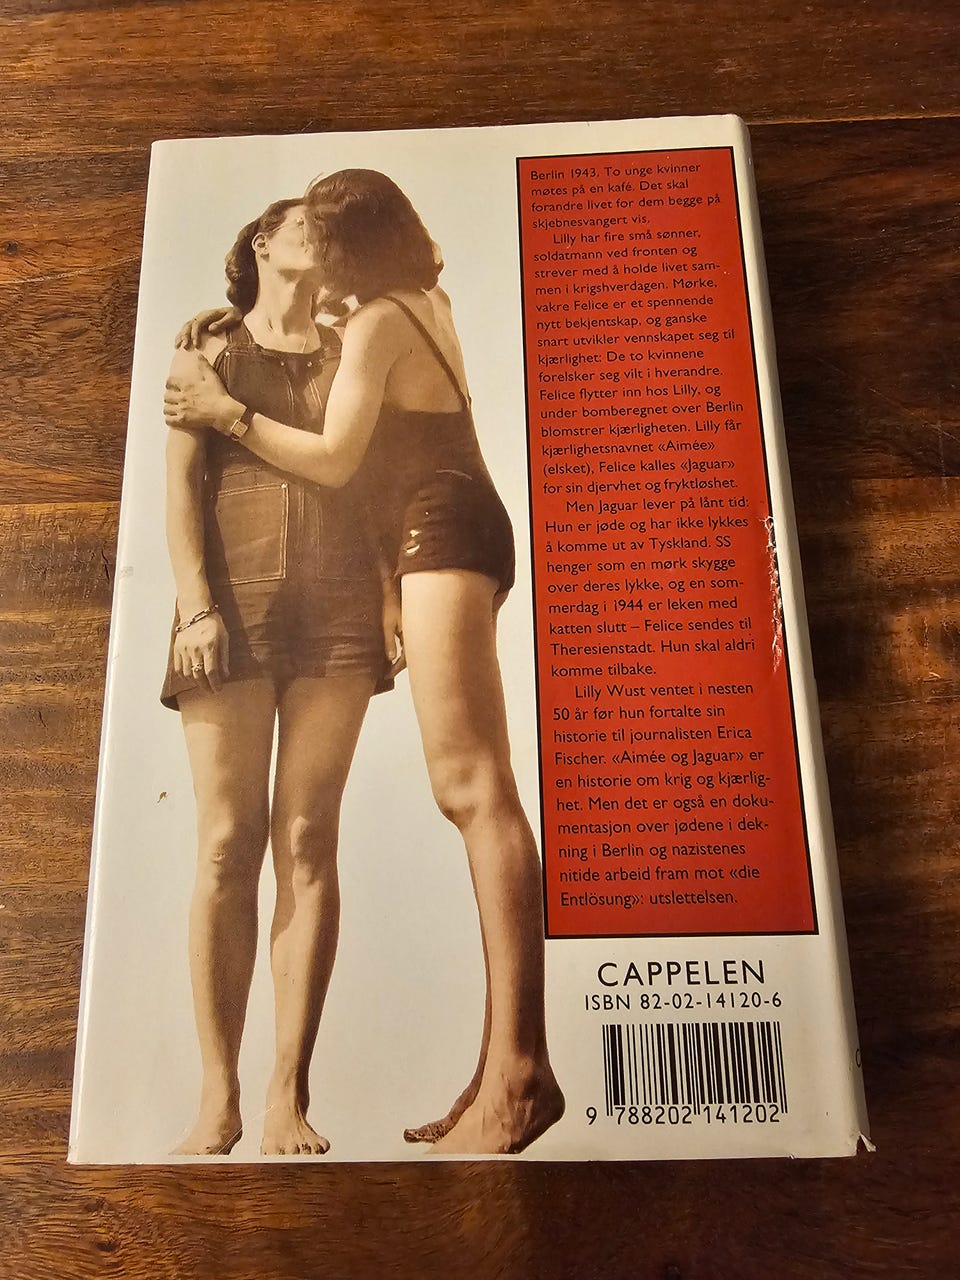 Berlin 1943. To unge kvinner
møtes på en kafé. Det skal
forandre livet for dem begge på
skjebnesvangert vis.
Lilly har fire små sønner,
soldatmann ved fronten og
strever med å holde livet sam-
men i krigshverdagen. Mørke,
vakre Felice er et spennende
nytt bekjentskap, og ganske
snart utvikler vennskapet seg til
kjærlighet: De to kvinnene
forelsker seg vilt i hverandre.
Felice flytter inn hos Lilly, og
under bomberegnet over Berlin
blomstrer kjærligheten. Lilly får
kjærlighetsnavnet «Aimée»
(elsket), Felice kalles «Jaguar»
for sin djervhet og fryktløshet.
Men Jaguar lever på lånt tid:
Hun er jøde og har ikke lykkes
å komme ut av Tyskland. SS
henger som en mørk skygge
over deres lykke, og en som-
merdag i 1944 er leken med
katten slutt – Felice sendes til
Theresienstadt. Hun skal aldri
komme tilbake.
Lilly Wust ventet i nesten
50 år før hun fortalte sin
historie til journalisten Erica
Fischer. «Aimée og Jaguar» er
en historie om krig og kjærlig-
het. Men det er også en doku-
mentasjon over jødene i dek-
ning i Berlin og nazistenes
nitide arbeid fram mot «die
Entlösung»: utslettelsen.
CAPPELEN
ISBN 82-02-14120-6
9 788202 141202